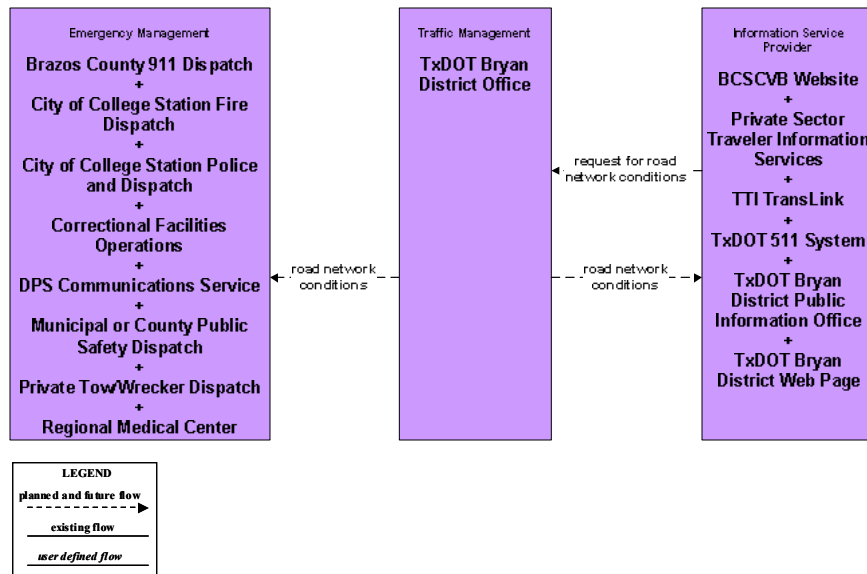 Emergency Management
Brazos County 911 Dispatch
+
City of College Station Fire
Dispatch
+
City of College Station Police
and Dispatch
+
Correctional Facilities
Operations
+
DPS Communications Service
+
Municipal or County Public
Safety Dispatch
+
Private Tow/Wrecker Dispatch
+
Regional Medical Center
road network
conditions
Traffic Management
TxDOT Bryan
District Office
request for road
network conditions
road network
conditions
Information Service
Provider
BCSCVB Website
+
Private Sector
Traveler Information
Services
+
TTI TransLink
+
TxDOT 511 System
+
TxDOT Bryan
District Public
Information Office
+
TxDOT Bryan
District Web Page
LEGEND
planned and future flow
existing flow
user defined flow